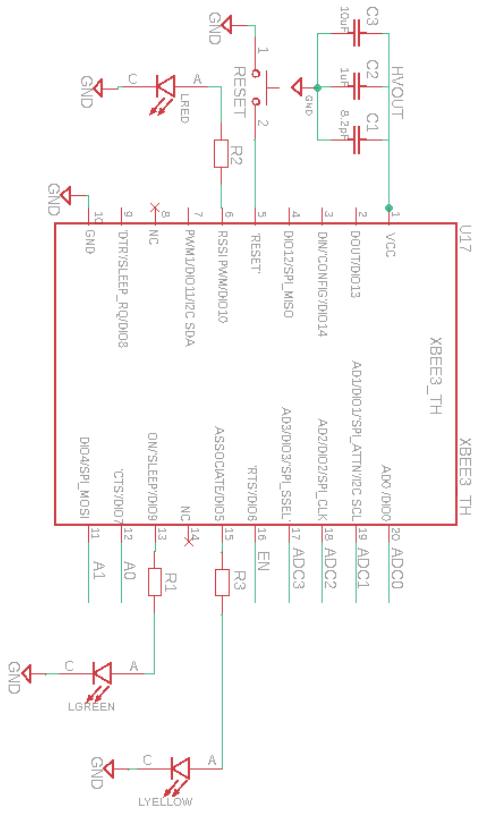 C3
10uF
C2
1uF
C1
8.2pF
HVOUT
GND
GND
1
2
RESET
C
A
LRED
GND
R2
GND
U17
XBEE3_TH
XBEE3_TH
1
VCC
2
DOUT/DIO13
3
DIN/'CONFIG'/DIO14
4
DIO12/SPI_MISO
5
'RESET'
6
RSSI PWM/DIO10
7
PWM1/DIO11/I2C SDA
8
NC
9
'DTR'/SLEEP_RQ/DIO8
10
GND
20
AD0 /DIO0
ADC0
19
AD1/DIO1/'SPI_ATTN'/I2C SCL
ADC1
18
AD2/DIO2/SPI_CLK
ADC2
17
AD3/DIO3/'SPI_SSEL'
ADC3
16
'RTS'/DIO6
EN
15
ASSOCIATE/DIO5
R3
14
NC
13
ON/'SLEEP'/DIO9
R1
12
'CTS'/DIO7
A0
11
DIO4/SPI_MOSI
A1
C
A
LGREEN
GND
C
A
LYELLOW
GND